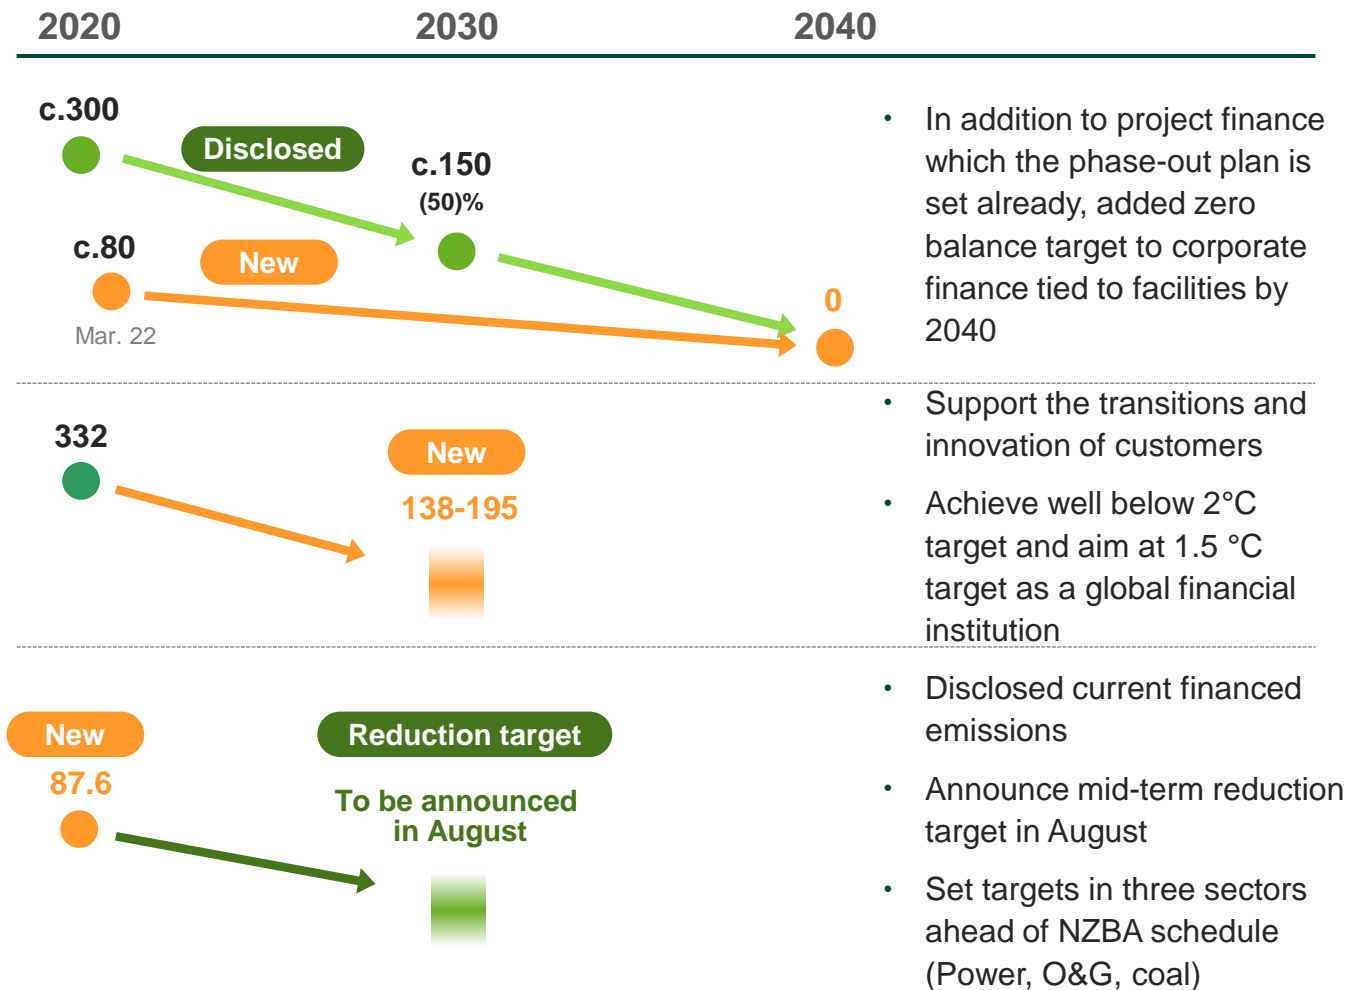 2020 2030 2040
c.300
Disclosed
c.150
(50)%
c.80
New
Mar. 22
0
• In addition to project finance
which the phase-out plan is
set already, added zero
balance target to corporate
finance tied to facilities by
2040
332
New
138-195
• Support the transitions and
innovation of customers
• Achieve well below 2°C
target and aim at 1.5 °C
target as a global financial
institution
New
87.6
Reduction target
To be announced
in August
• Disclosed current financed
emissions
• Announce mid-term reduction
target in August
• Set targets in three sectors
ahead of NZBA schedule
(Power, O&G, coal)